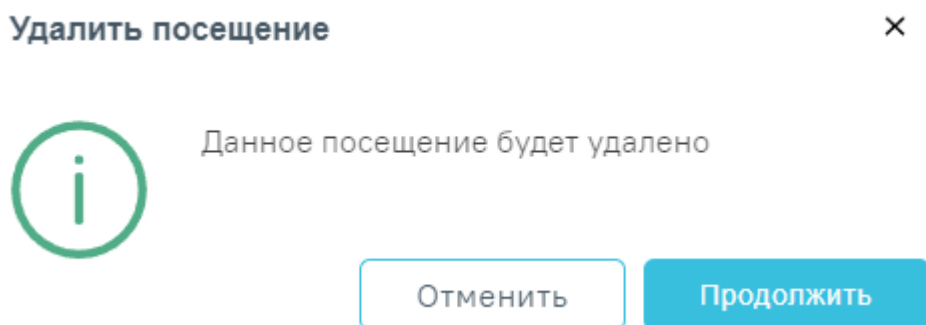 Удалить посещение
Данное посещение будет удалено
Отменить
Продолжить